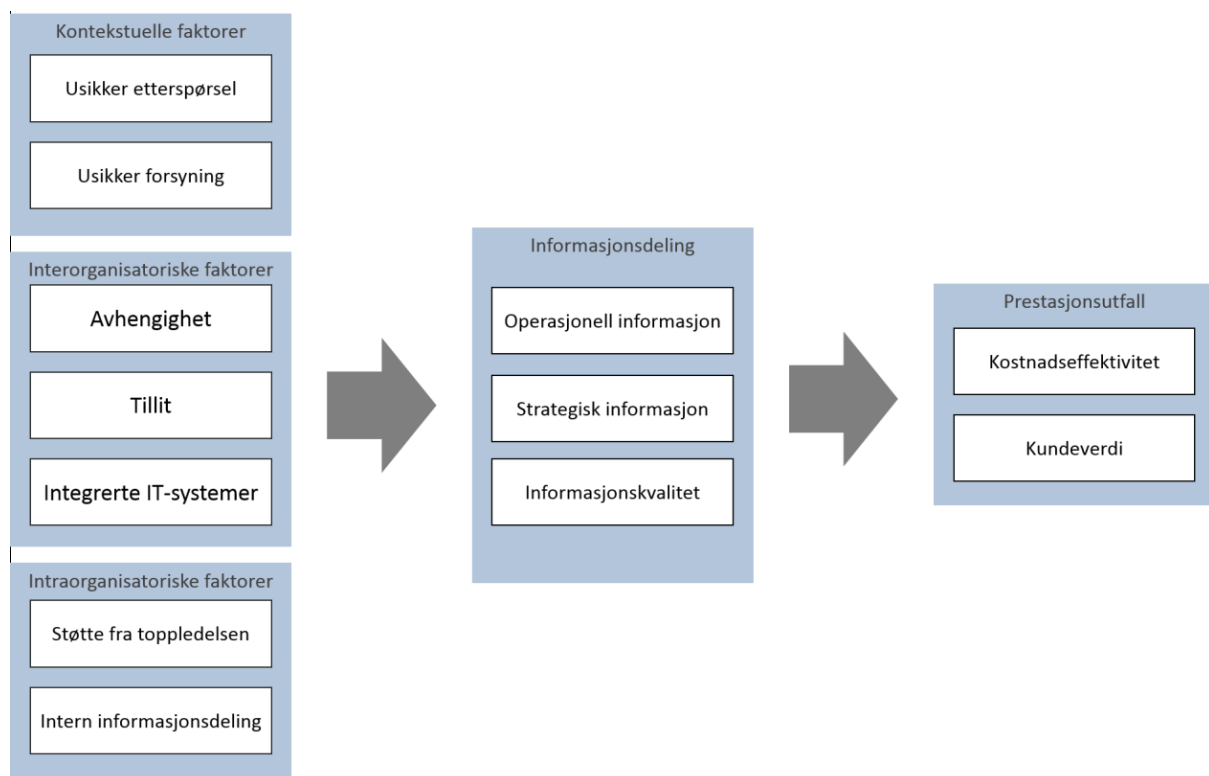 Kontekstuelle faktorer
Usikker etterspørsel
Usikker forsyning
Interorganisatoriske faktorer
Avhengighet
Tillit
Integrerte IT-systemer
Intraorganisatoriske faktorer
Støtte fra toppledelsen
Intern informasjonsdeling
Informasjonsdeling
Operasjonell informasjon
Strategisk informasjon
Informasjonskvalitet
Prestasjonsutfall
Kostnadseffektivitet
Kundeverdi